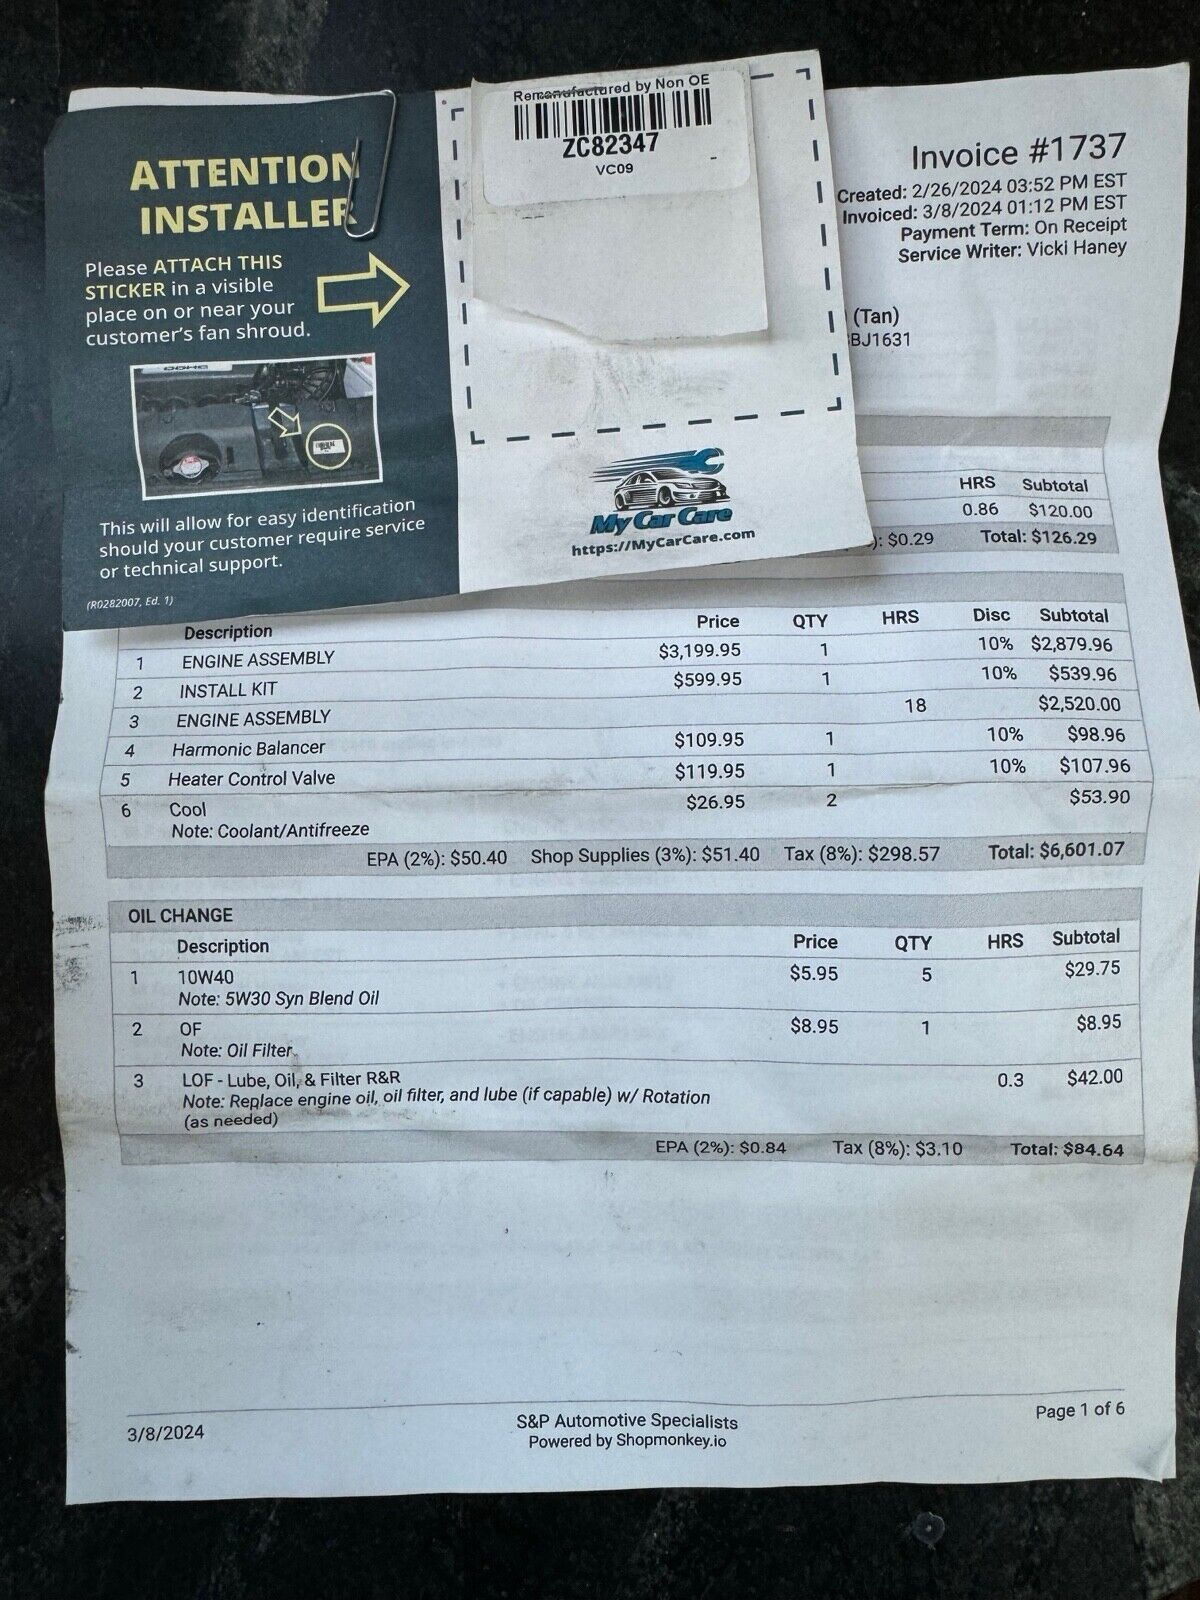 ATTENTION
INSTALLER
Please ATTACH THIS
STICKER in a visible
place on or near your
customer's fan shroud.
This will allow for easy identification
should your customer require service
or technical support.
(R0282007, Ed. 1)
Remanufactured by Non OE
ZC82347
VC09
My Car Care
https://MyCarCare.com
Invoice #1737
Created: 2/26/2024 03:52 PM EST
Invoiced: 3/8/2024 01:12 PM EST
Payment Term: On Receipt
Service Writer: Vicki Haney
(Tan)
BJ1631
HRS Subtotal
0.86 $120.00
): $0.29 Total: $126.29
Description Price QTY HRS Disc Subtotal
1 ENGINE ASSEMBLY $3,199.95 1 10% $2,879.96
2 INSTALL KIT $599.95 1 10% $539.96
3 ENGINE ASSEMBLY 18 $2,520.00
4 Harmonic Balancer $109.95 1 10% $98.96
5 Heater Control Valve $119.95 1 10% $107.96
6 Cool $26.95 2 $53.90
Note: Coolant/Antifreeze
EPA (2%): $50.40 Shop Supplies (3%): $51.40 Tax (8%): $298.57 Total: $6,601.07
OIL CHANGE
Description Price QTY HRS Subtotal
1 10W40 $5.95 5 $29.75
Note: 5W30 Syn Blend Oil
2 OF $8.95 1 $8.95
Note: Oil Filter
3 LOF - Lube, Oil, & Filter R&R 0.3 $42.00
Note: Replace engine oil, oil filter, and lube (if capable) w/ Rotation
(as needed)
EPA (2%): $0.84 Tax (8%): $3.10 Total: $84.64
3/8/2024
S&P Automotive Specialists
Powered by Shopmonkey.io
Page 1 of 6